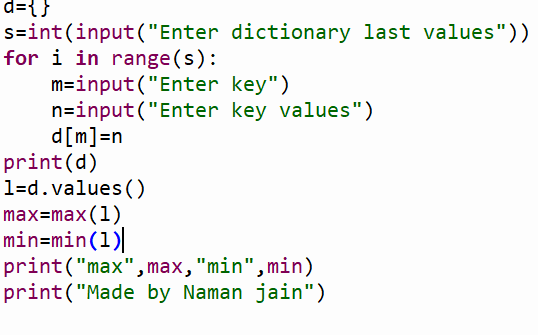 d={}
s=int(input("Enter dictionary last values"))
for i in range(s):
    m=input("Enter key")
    n=input("Enter key values")
    d[m]=n
print(d)
l=d.values()
max=max(l)
min=min(l)
print("max",max,"min",min)
print("Made by Naman jain")